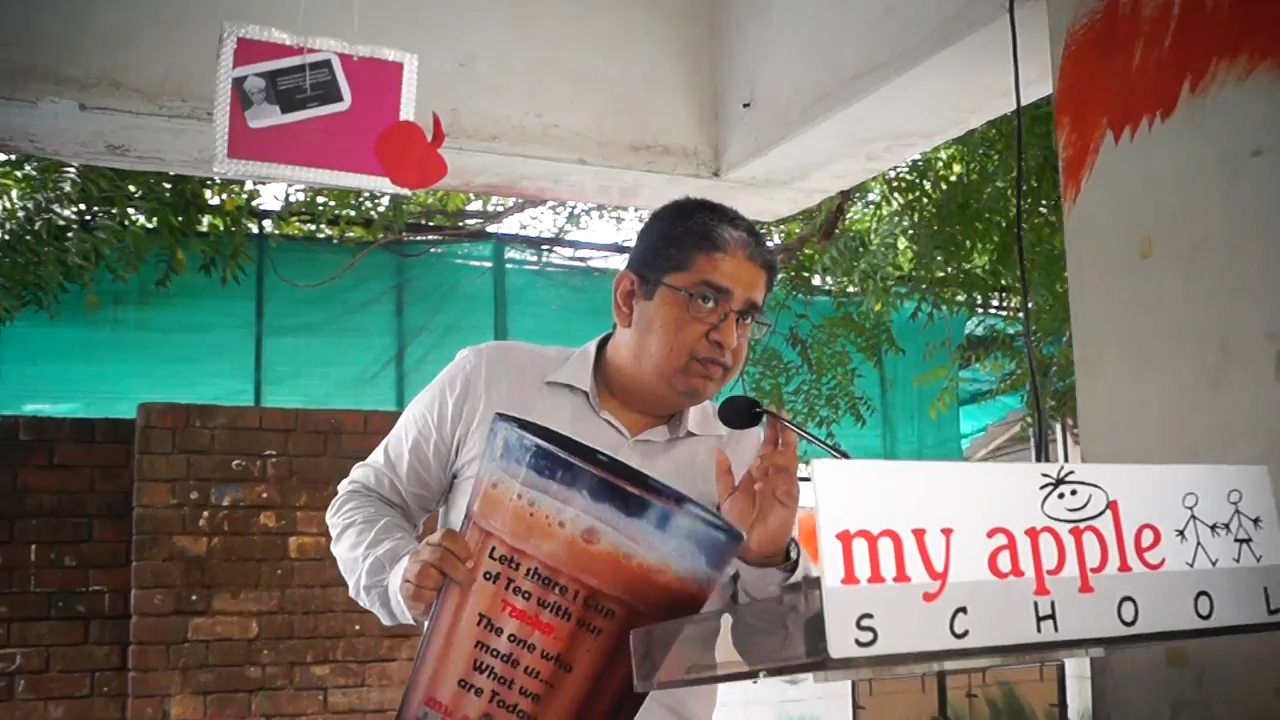 Lets share 1 Cup
of Tea with our
Teacher...
The one who
made us...
What we
are Today
my apple
SCHOOL